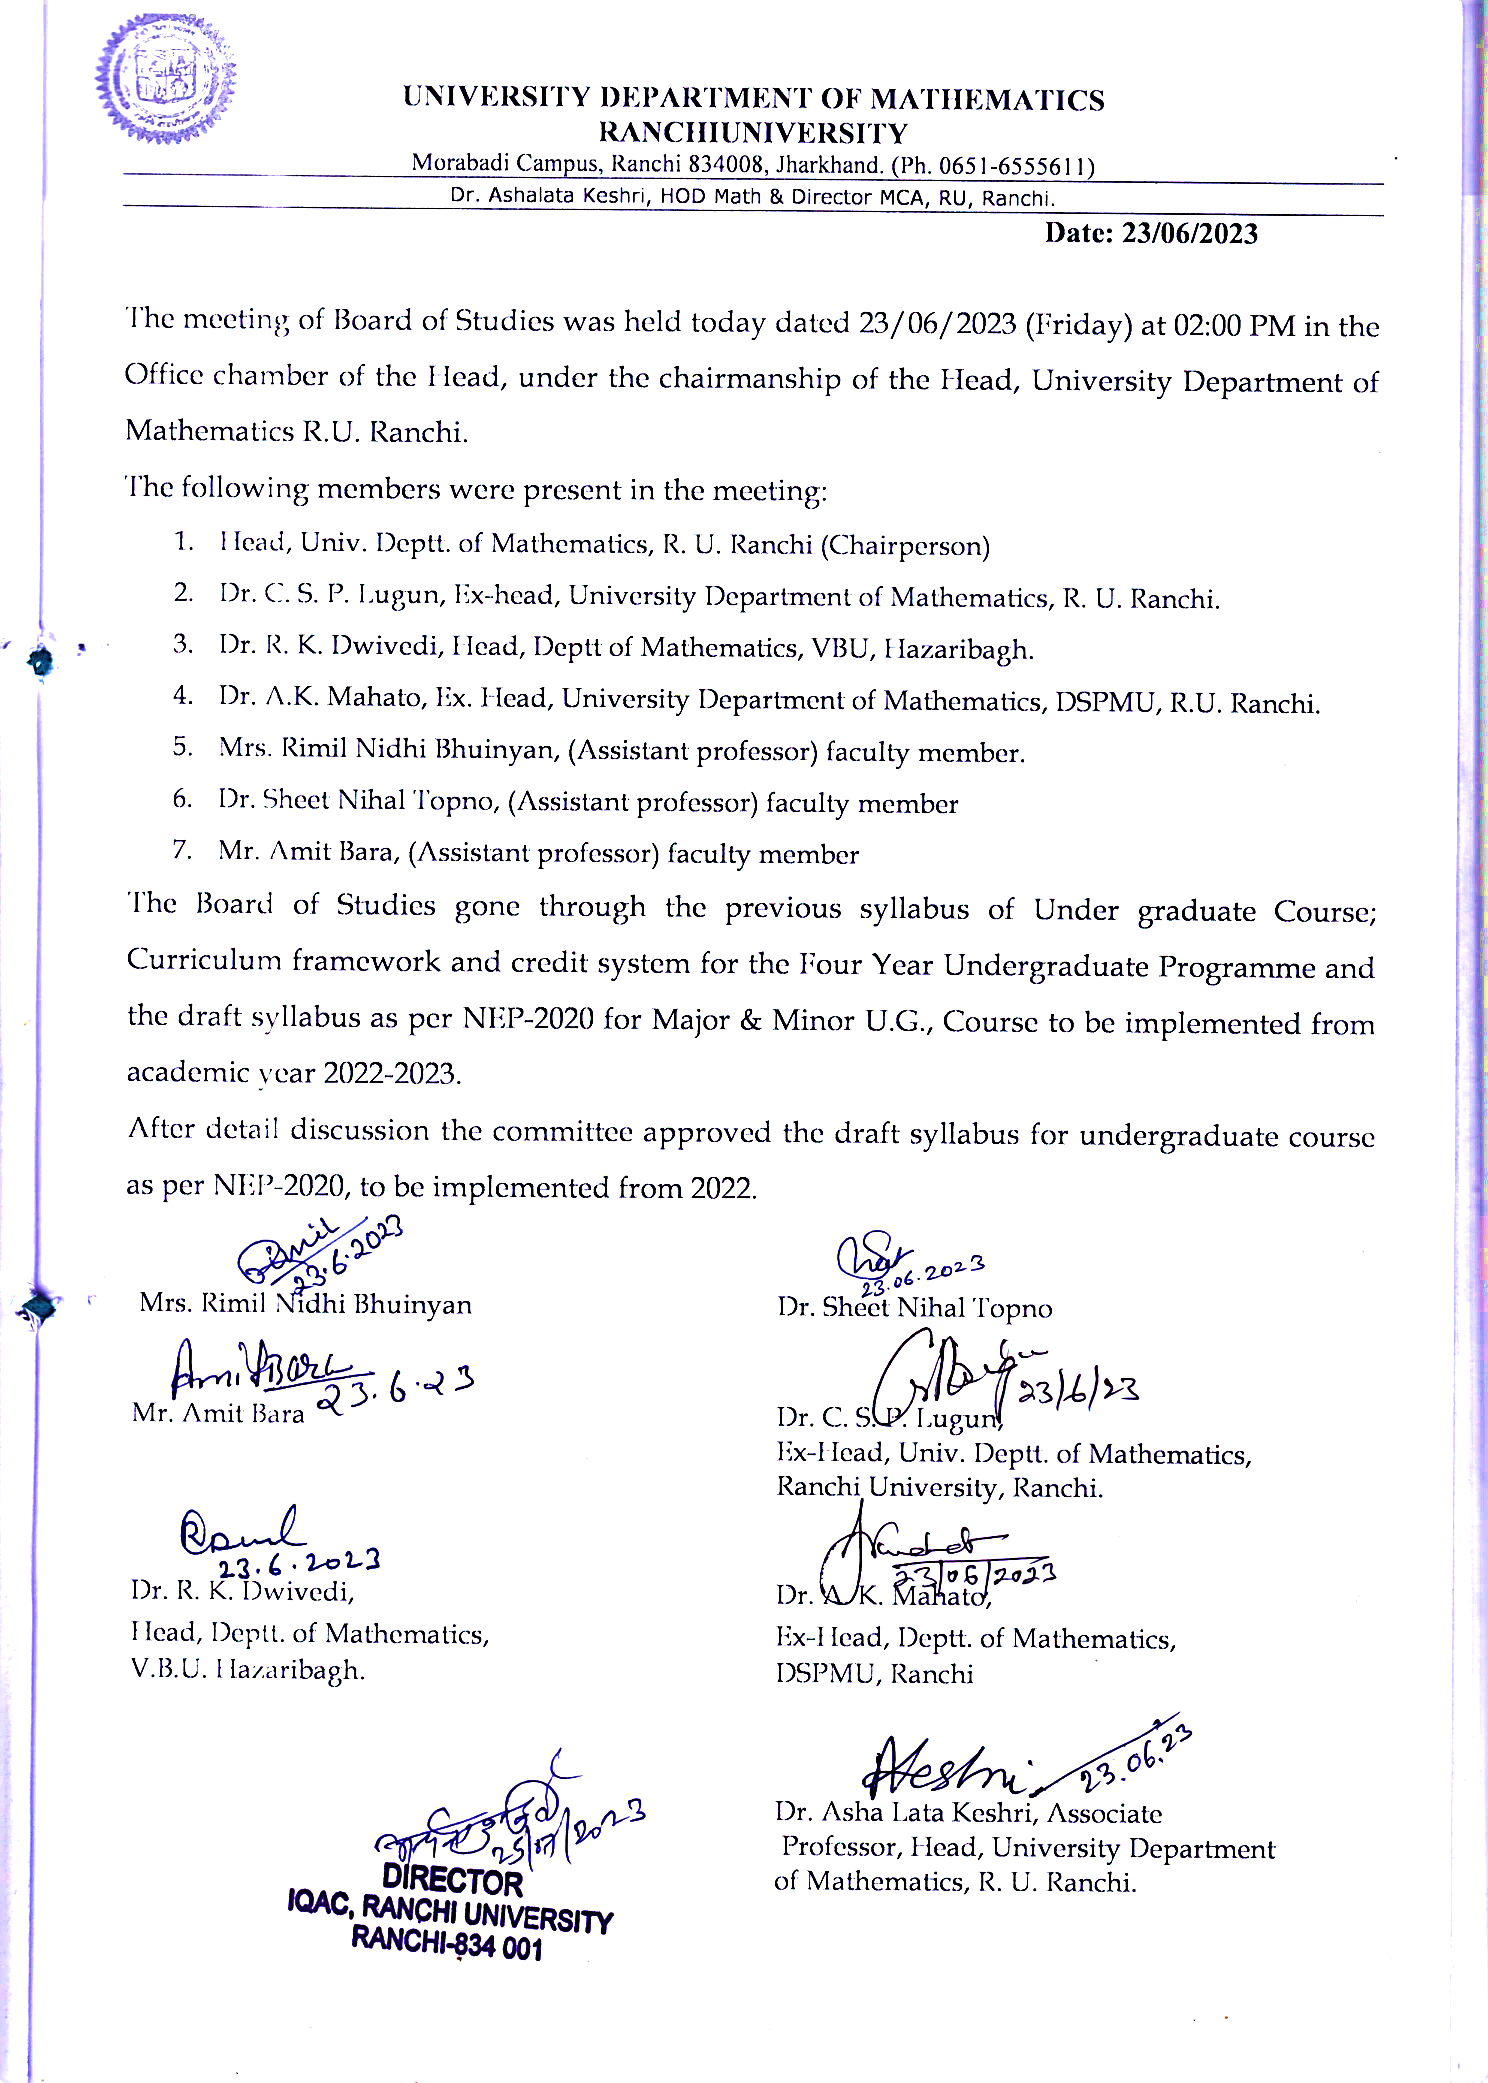 UNIVERSITY DEPARTMENT OF MATHEMATICS
RANCHIUNIVERSITY
Morabadi Campus, Ranchi 834008, Jharkhand. (Ph. 0651-6555611)
Dr. Ashalata Keshri, HOD Math & Director MCA, RU, Ranchi.
Date: 23/06/2023
The meeting of Board of Studies was held today dated 23/06/2023 (Friday) at 02:00 PM in the
Office chamber of the Head, under the chairmanship of the Head, University Department of
Mathematics R.U. Ranchi.
The following members were present in the meeting:
1. Head, Univ. Deptt. of Mathematics, R. U. Ranchi (Chairperson)
2. Dr. C. S. P. Lugun, Ex-head, University Department of Mathematics, R. U. Ranchi.
3. Dr. R. K. Dwivedi, Head, Deptt of Mathematics, VBU, Hazaribagh.
4. Dr. A.K. Mahato, Ex. Head, University Department of Mathematics, DSPMU, R.U. Ranchi.
5. Mrs. Rimil Nidhi Bhuinyan, (Assistant professor) faculty member.
6. Dr. Sheet Nihal Topno, (Assistant professor) faculty member
7. Mr. Amit Bara, (Assistant professor) faculty member
The Board of Studies gone through the previous syllabus of Under graduate Course;
Curriculum framework and credit system for the Four Year Undergraduate Programme and
the draft syllabus as per NEP-2020 for Major & Minor U.G., Course to be implemented from
academic year 2022-2023.
After detail discussion the committee approved the draft syllabus for undergraduate course
as per NEP-2020, to be implemented from 2022.
23.6.2023
Mrs. Rimil Nidhi Bhuinyan
23.06.2023
Dr. Sheet Nihal Topno
Amit Bara
23.6.23
Mr. Amit Bara
23/6/23
Dr. C. S. P. Lugun,
Ex-Head, Univ. Deptt. of Mathematics,
Ranchi University, Ranchi.
23.6.2023
Dr. R. K. Dwivedi,
Head, Deptt. of Mathematics,
V.B.U. Hazaribagh.
23/06/2023
Dr. A. K. Mahato,
Ex-Head, Deptt. of Mathematics,
DSPMU, Ranchi
AKeshri
23.06.23
Dr. Asha Lata Keshri, Associate
Professor, Head, University Department
of Mathematics, R. U. Ranchi.
DIRECTOR
IQAC, RANCHI UNIVERSITY
RANCHI-834 001